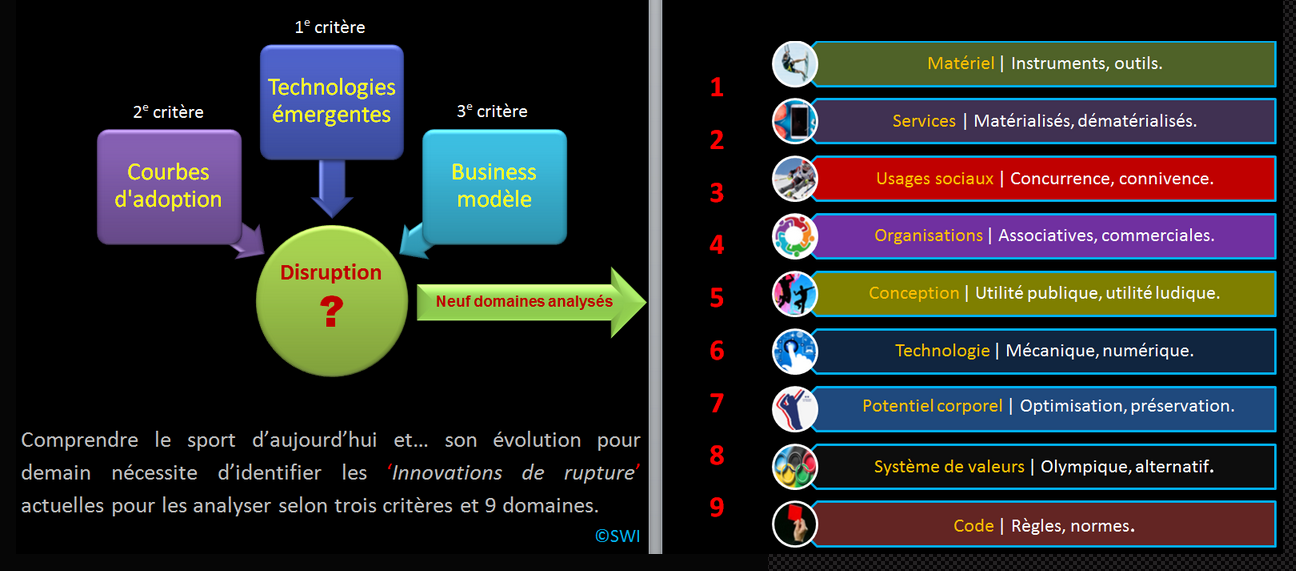 1e critère
Technologies
émergentes
2e critère
Courbes
d'adoption
3e critère
Business
modèle
Disruption
?
Neuf domaines analysés
Comprendre le sport d’aujourd’hui et… son évolution pour
demain nécessite d’identifier les ‘Innovations de rupture’
actuelles pour les analyser selon trois critères et 9 domaines.
©SWI
1
Matériel | Instruments, outils.
2
Services | Matérialisés, dématérialisés.
3
Usages sociaux | Concurrence, connivence.
4
Organisations | Associatives, commerciales.
5
Conception | Utilité publique, utilité ludique.
6
Technologie | Mécanique, numérique.
7
Potentiel corporel | Optimisation, préservation.
8
Système de valeurs | Olympique, alternatif.
9
Code | Règles, normes.